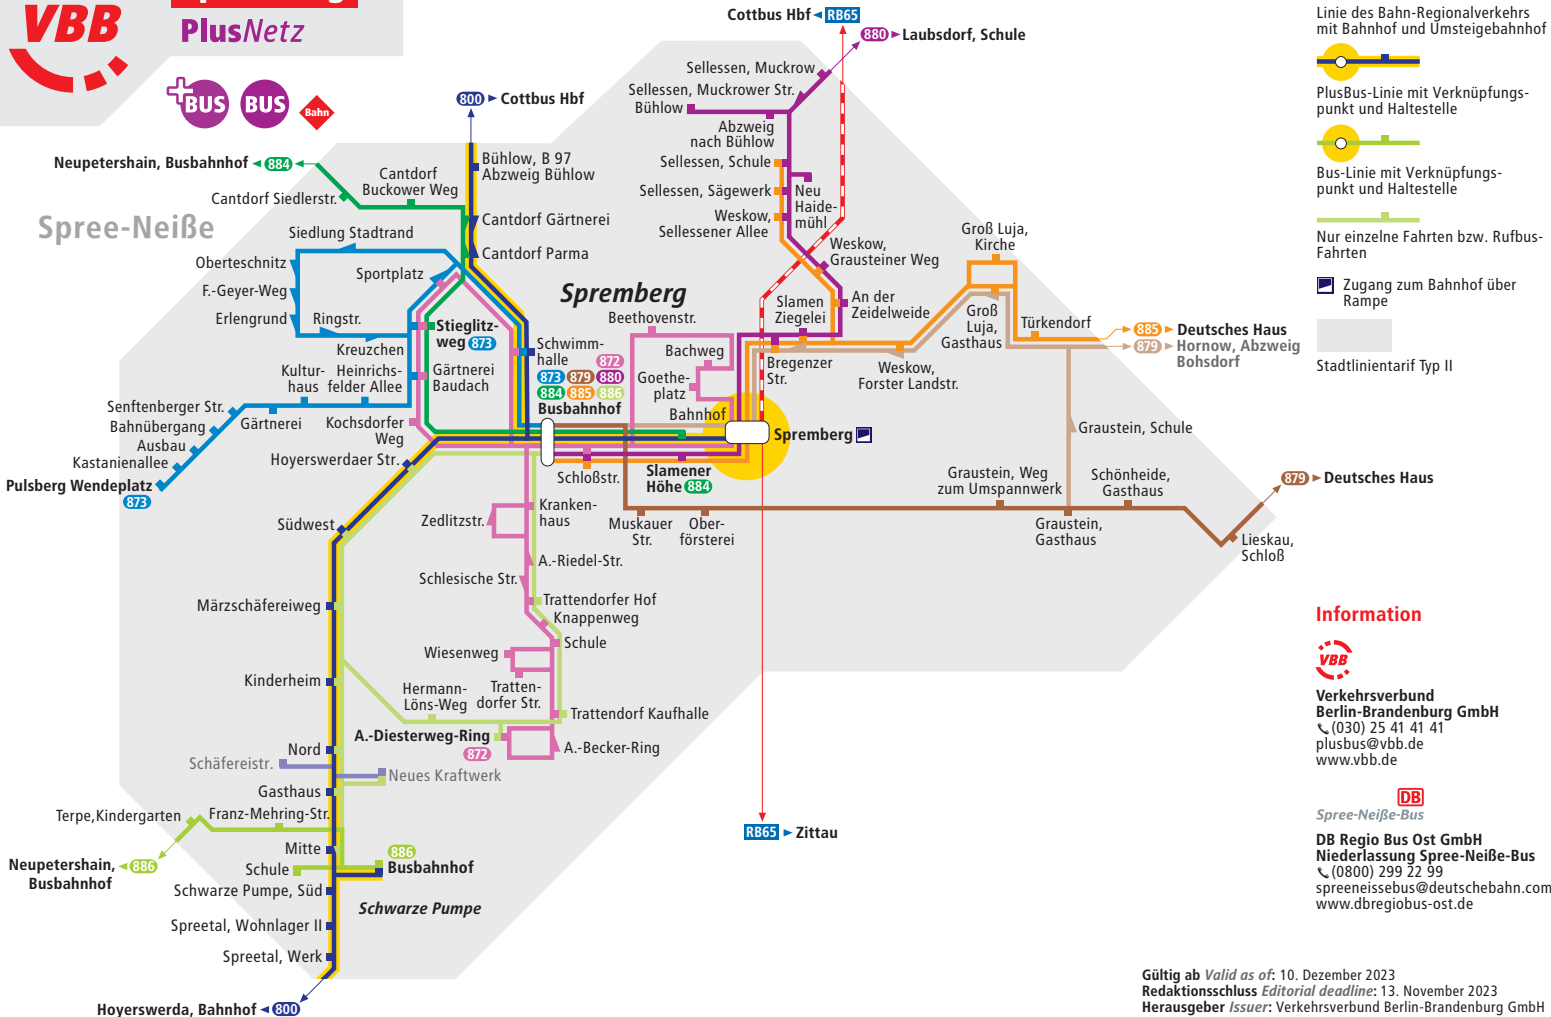 VBB
PlusNetz
+BUS
BUS
Bahn
Spree-Neiße
Cottbus Hbf
RB65
880
Laubsdorf, Schule
Sellessen, Muckrow
Sellessen, Muckrower Str.
Bühlow
Abzweig
nach Bühlow
Sellessen, Schule
Sellessen, Sägewerk
Neu
Haide-
mühl
Weskow,
Sellessener Allee
Weskow,
Grausteiner Weg
An der
Zeidelweide
Slamen
Ziegelei
Bregenzer
Str.
Weskow,
Forster Landstr.
Groß Luja,
Kirche
Groß
Luja,
Gasthaus
Türkendorf
885
Deutsches Haus
879
Hornow, Abzweig
Bohsdorf
800
Cottbus Hbf
Neupetershain, Busbahnhof
884
Bühlow, B 97
Abzweig Bühlow
Cantdorf
Buckower Weg
Cantdorf Siedlerstr.
Cantdorf Gärtnerei
Cantdorf Parma
Siedlung Stadtrand
Oberteschnitz
F.-Geyer-Weg
Erlengrund
Ringstr.
Sportplatz
Kreuzchen
Stieglitz-
weg 873
Kultur-
haus
Heinrichs-
felder Allee
Gärtnerei
Baudach
Senftenberger Str.
Bahnübergang
Ausbau
Kastanienallee
Pulsberg Wendeplatz
873
Gärtnerei
Kochsdorfer
Weg
Hoyerswerdaer Str.
Spremberg
Beethovenstr.
Bachweg
Goethe-
platz
Bahnhof
Schwimm-
halle
872
873 879 880
884 885 886
Busbahnhof
Spremberg
Schloßstr.
Slamener
Höhe 884
Muskauer
Str.
Ober-
försterei
Graustein, Schule
Graustein, Weg
zum Umspannwerk
Schönheide,
Gasthaus
Graustein,
Gasthaus
Lieskau,
Schloß
879
Deutsches Haus
Zedlitzstr.
Kranken-
haus
A.-Riedel-Str.
Schlesische Str.
Trattendorfer Hof
Knappenweg
Schule
Wiesenweg
Tratten-
dorfer Str.
Hermann-
Löns-Weg
Trattendorf Kaufhalle
A.-Diesterweg-Ring
872
A.-Becker-Ring
Südwest
Märzschäfereiweg
Kinderheim
Nord
Schäfereistr.
Neues Kraftwerk
Gasthaus
Terpe,Kindergarten
Franz-Mehring-Str.
Mitte
Neupetershain,
Busbahnhof
886
Schule
886
Busbahnhof
Schwarze Pumpe, Süd
Schwarze Pumpe
Spreetal, Wohnlager II
Spreetal, Werk
Hoyerswerda, Bahnhof
800
RB65
Zittau
Linie des Bahn-Regionalverkehrs
mit Bahnhof und Umsteigebahnhof
PlusBus-Linie mit Verknüpfungs-
punkt und Haltestelle
Bus-Linie mit Verknüpfungs-
punkt und Haltestelle
Nur einzelne Fahrten bzw. Rufbus-
Fahrten
Zugang zum Bahnhof über
Rampe
Stadtlinientarif Typ II
Information
VBB
Verkehrsverbund
Berlin-Brandenburg GmbH
(030) 25 41 41 41
plusbus@vbb.de
www.vbb.de
DB
Spree-Neiße-Bus
DB Regio Bus Ost GmbH
Niederlassung Spree-Neiße-Bus
(0800) 299 22 99
spreeneissebus@deutschebahn.com
www.dbregiobus-ost.de
Gültig ab Valid as of: 10. Dezember 2023
Redaktionsschluss Editorial deadline: 13. November 2023
Herausgeber Issuer: Verkehrsverbund Berlin-Brandenburg GmbH